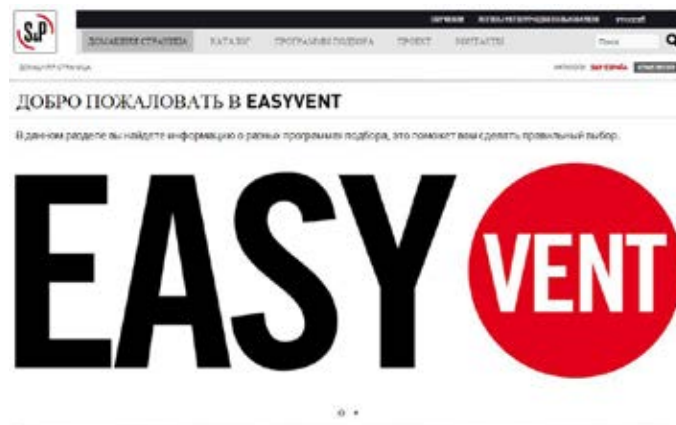 S&P
ДОМАШНЯЯ СТРАНИЦА КАТАЛОГ ПРОГРАММЫ ПОДБОРА ПРОЕКТ КОНТАКТЫ Поиск
ДОБРО ПОЖАЛОВАТЬ В EASYVENT
В данном разделе вы найдете информацию о разных программах подбора, это поможет вам сделать правильный выбор.
EASY VENT